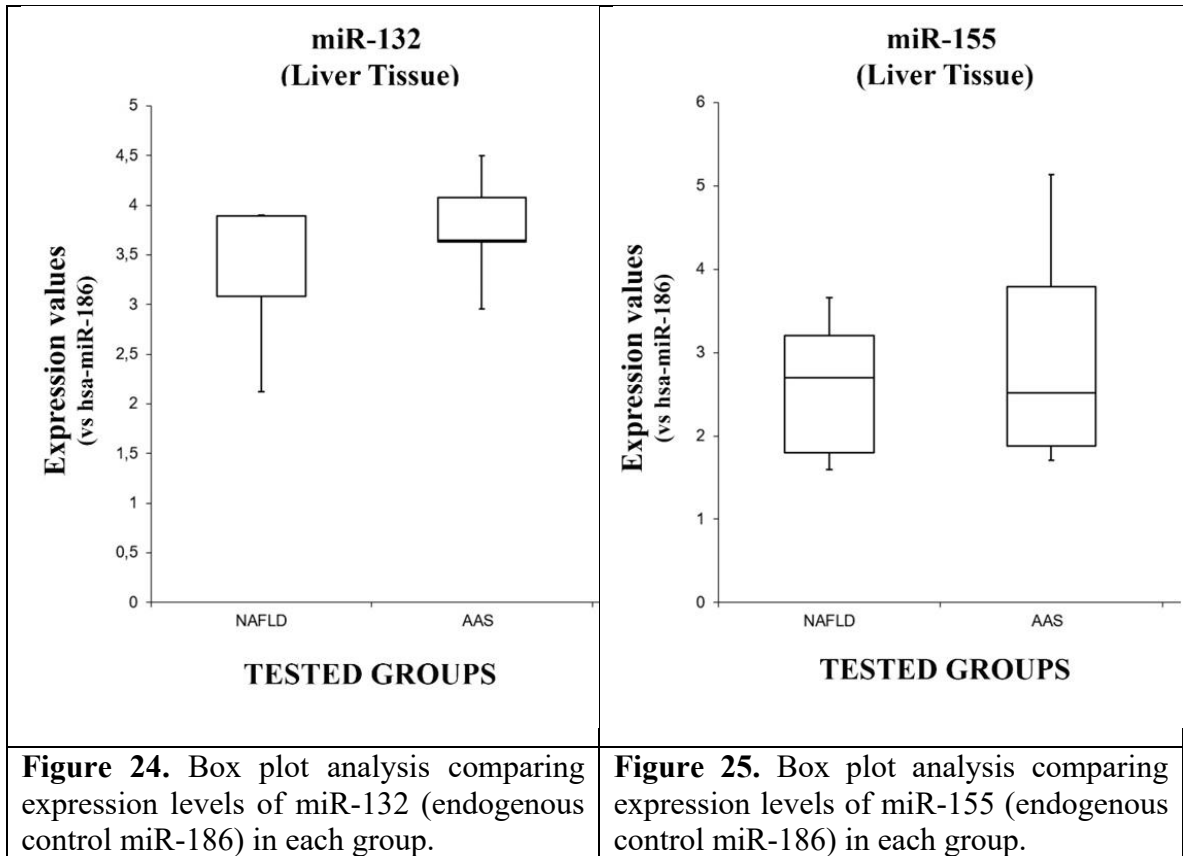 miR-132
(Liver Tissue)
Expression values
(vs hsa-miR-186)
5
4,5
4
3,5
3
2,5
2
1,5
1
0,5
0
NAFLD AAS
TESTED GROUPS
miR-155
(Liver Tissue)
Expression values
(vs hsa-miR-186)
6
5
4
3
2
1
0
NAFLD AAS
TESTED GROUPS
Figure 24. Box plot analysis comparing
expression levels of miR-132 (endogenous
control miR-186) in each group.
Figure 25. Box plot analysis comparing
expression levels of miR-155 (endogenous
control miR-186) in each group.